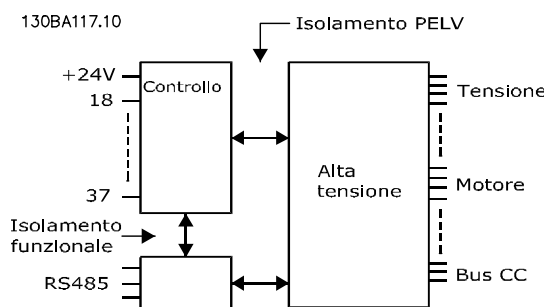 130BA117.10
Isolamento PELV
+24V
Controllo
18
37
Tensione
Alta
tensione
Motore
Isolamento
funzionale
RS485
Bus CC